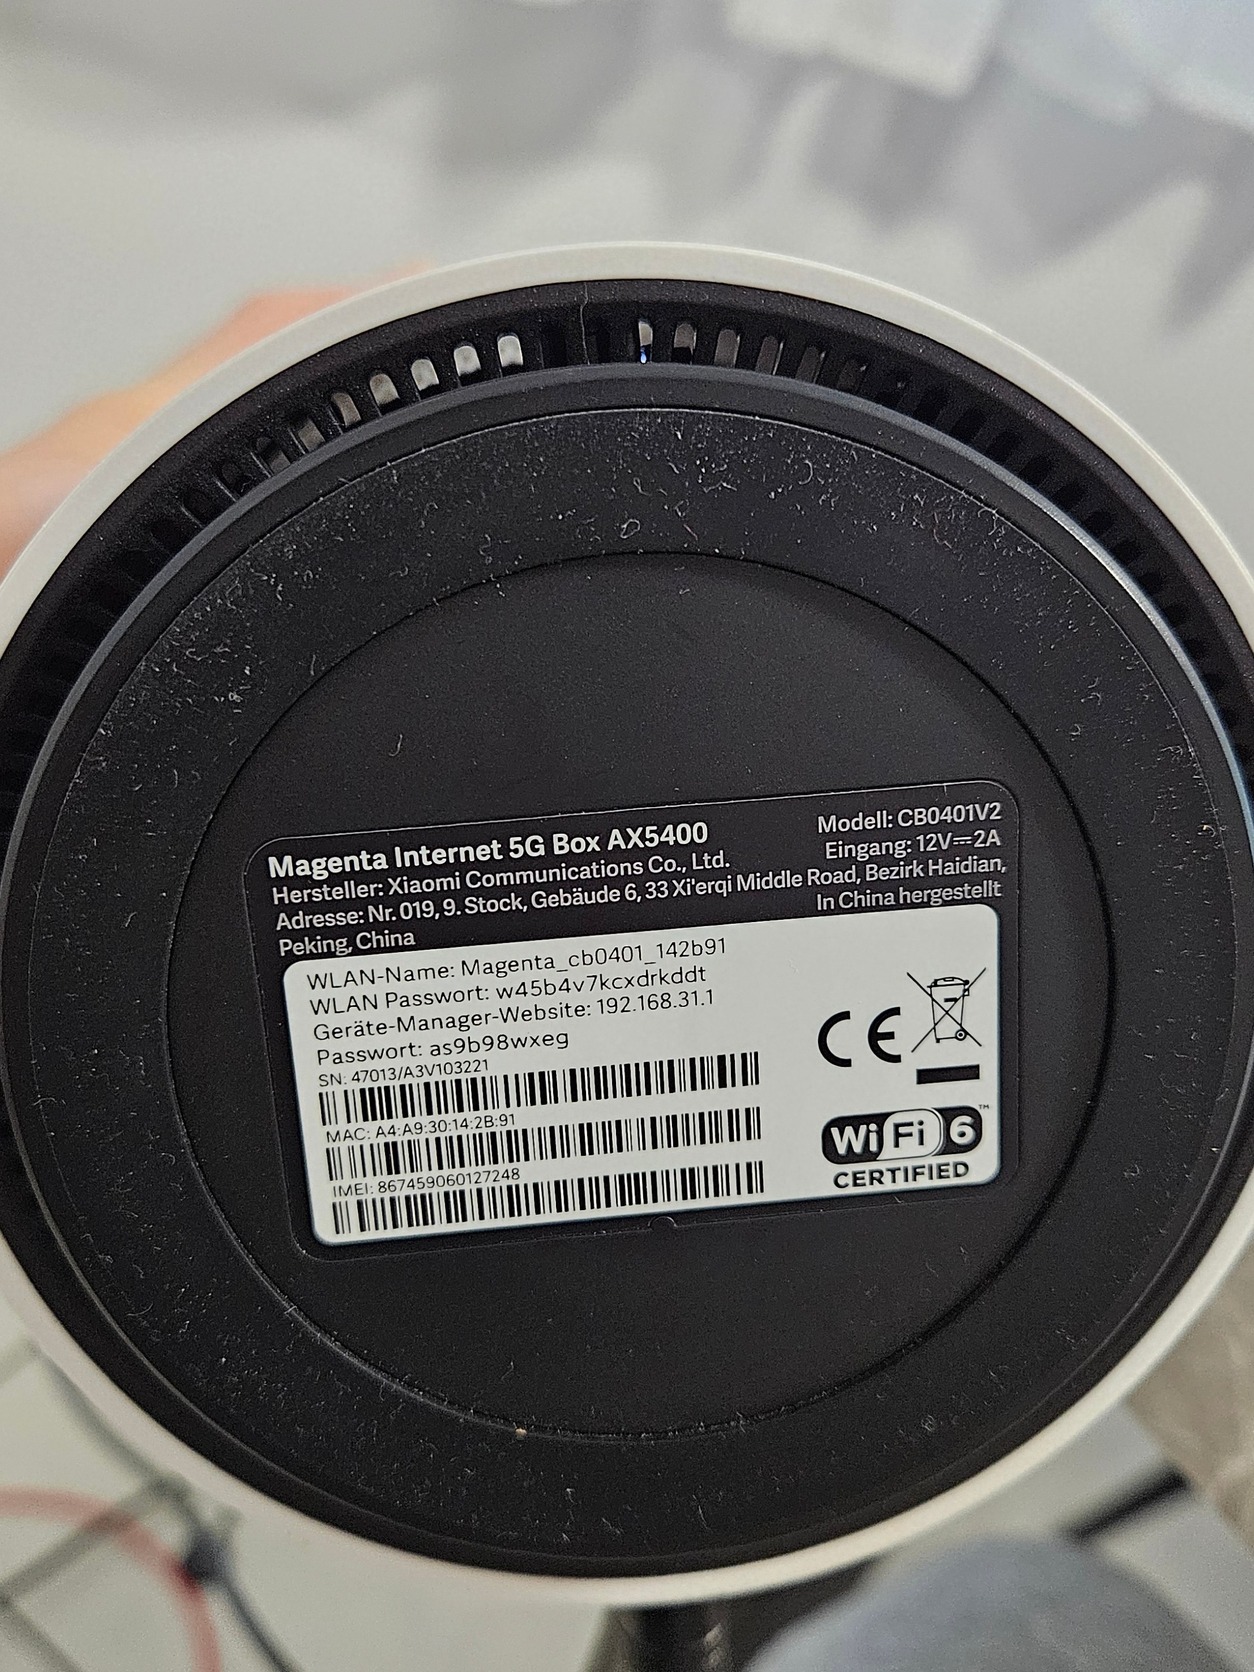 Magenta Internet 5G Box AX5400
Modell: CB0401V2
Hersteller: Xiaomi Communications Co., Ltd.
Eingang: 12V⎓2A
Adresse: Nr. 019, 9. Stock, Gebäude 6, 33 Xi'erqi Middle Road, Bezirk Haidian,
Peking, China
In China hergestellt
WLAN-Name: Magenta_cb0401_142b91
WLAN Passwort: w45b4v7kcxdrkddt
Geräte-Manager-Website: 192.168.31.1
Passwort: as9b98wxeg
SN: 47013/A3V103221
MAC: A4:A9:30:14:2B:91
IMEI: 867459060127248
CE
Wi Fi 6™
CERTIFIED